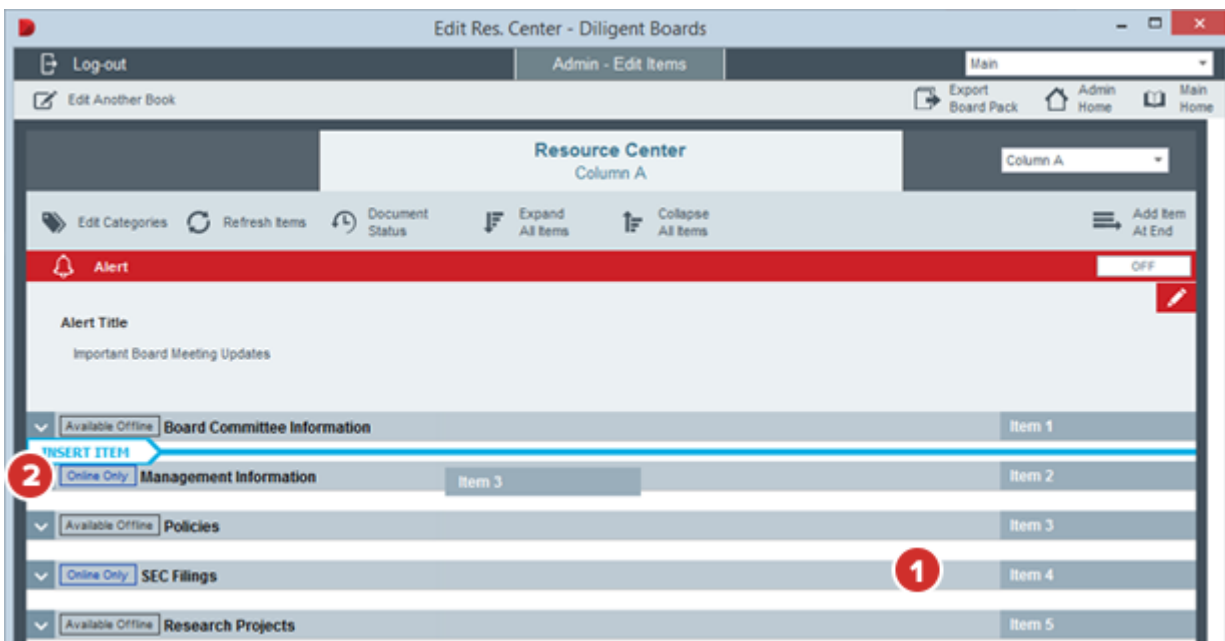 Edit Res. Center - Diligent Boards
Log-out
Admin - Edit Items
Main
Edit Another Book
Export
Board Pack
Admin
Home
Main
Home
Resource Center
Column A
Column A
Edit Categories
Refresh Items
Document
Status
Expand
All Items
Collapse
All Items
Add Item
At End
Alert
OFF
Alert Title
Important Board Meeting Updates
Available Offline Board Committee Information Item 1
INSERT ITEM
2
Online Only Management Information Item 3 Item 2
Available Offline Policies Item 3
Online Only SEC Filings 1 Item 4
Available Offline Research Projects Item 5